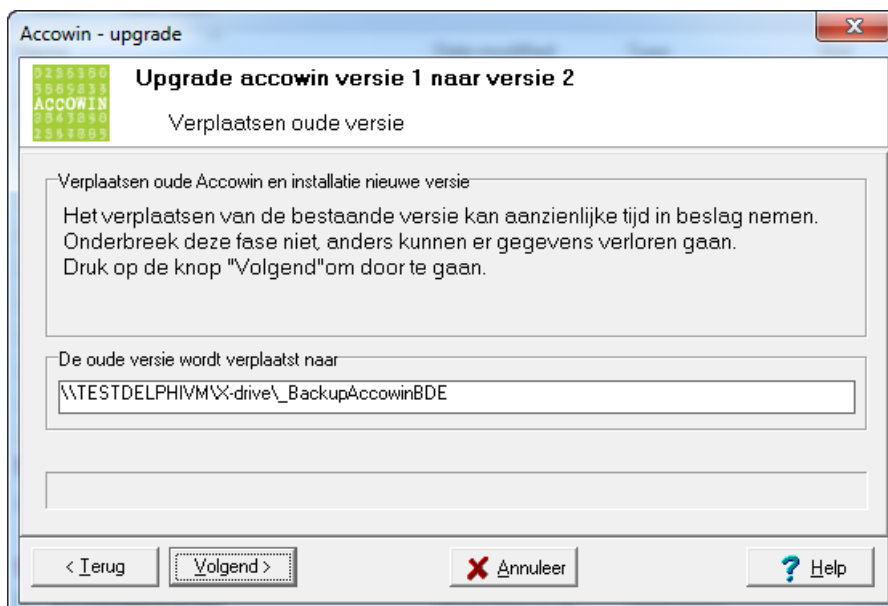 Accowin - upgrade
0236180
3585833
ACCOWIN
Upgrade accowin versie 1 naar versie 2
Verplaatsen oude versie
Verplaatsen oude Accowin en installatie nieuwe versie
Het verplaatsen van de bestaande versie kan aanzienlijke tijd in beslag nemen.
Onderbreek deze fase niet, anders kunnen er gegevens verloren gaan.
Druk op de knop "Volgend"om door te gaan.
De oude versie wordt verplaatst naar
\\TESTDELPHIVM\X-drive\_BackupAccowinBDE
< Terug
Volgend >
Annuleer
Help